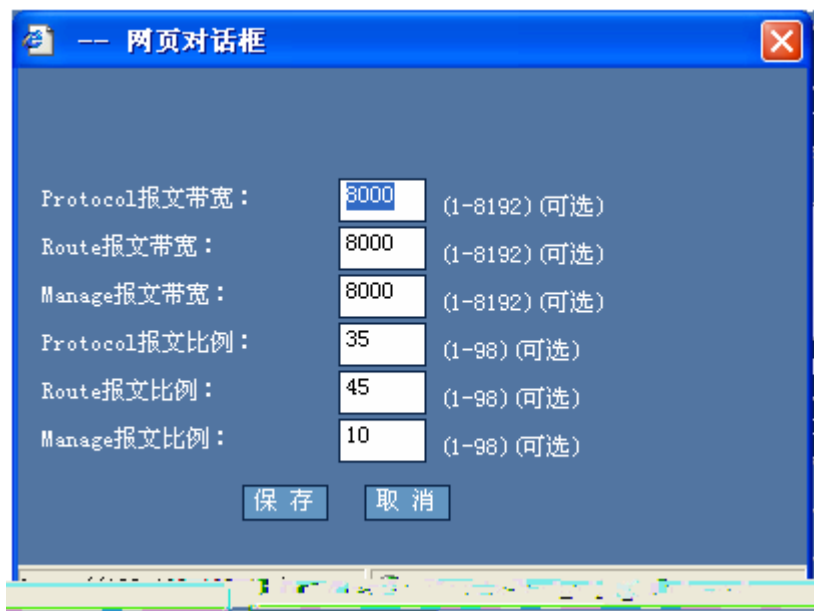 -- 网页对话框
Protocol报文带宽： 8000 (1-8192)(可选)
Route报文带宽： 8000 (1-8192)(可选)
Manage报文带宽： 8000 (1-8192)(可选)
Protocol报文比例： 35 (1-98)(可选)
Route报文比例： 45 (1-98)(可选)
Manage报文比例： 10 (1-98)(可选)
保 存 取 消